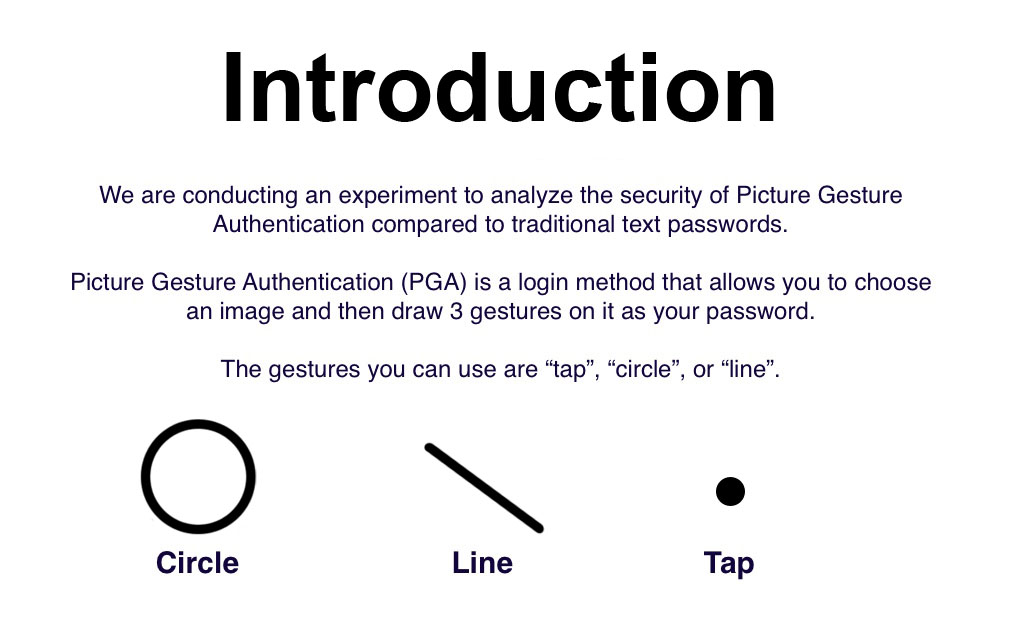 Introduction
We are conducting an experiment to analyze the security of Picture Gesture
Authentication compared to traditional text passwords.
Picture Gesture Authentication (PGA) is a login method that allows you to choose
an image and then draw 3 gestures on it as your password.
The gestures you can use are “tap”, “circle”, or “line”.
Circle Line Tap